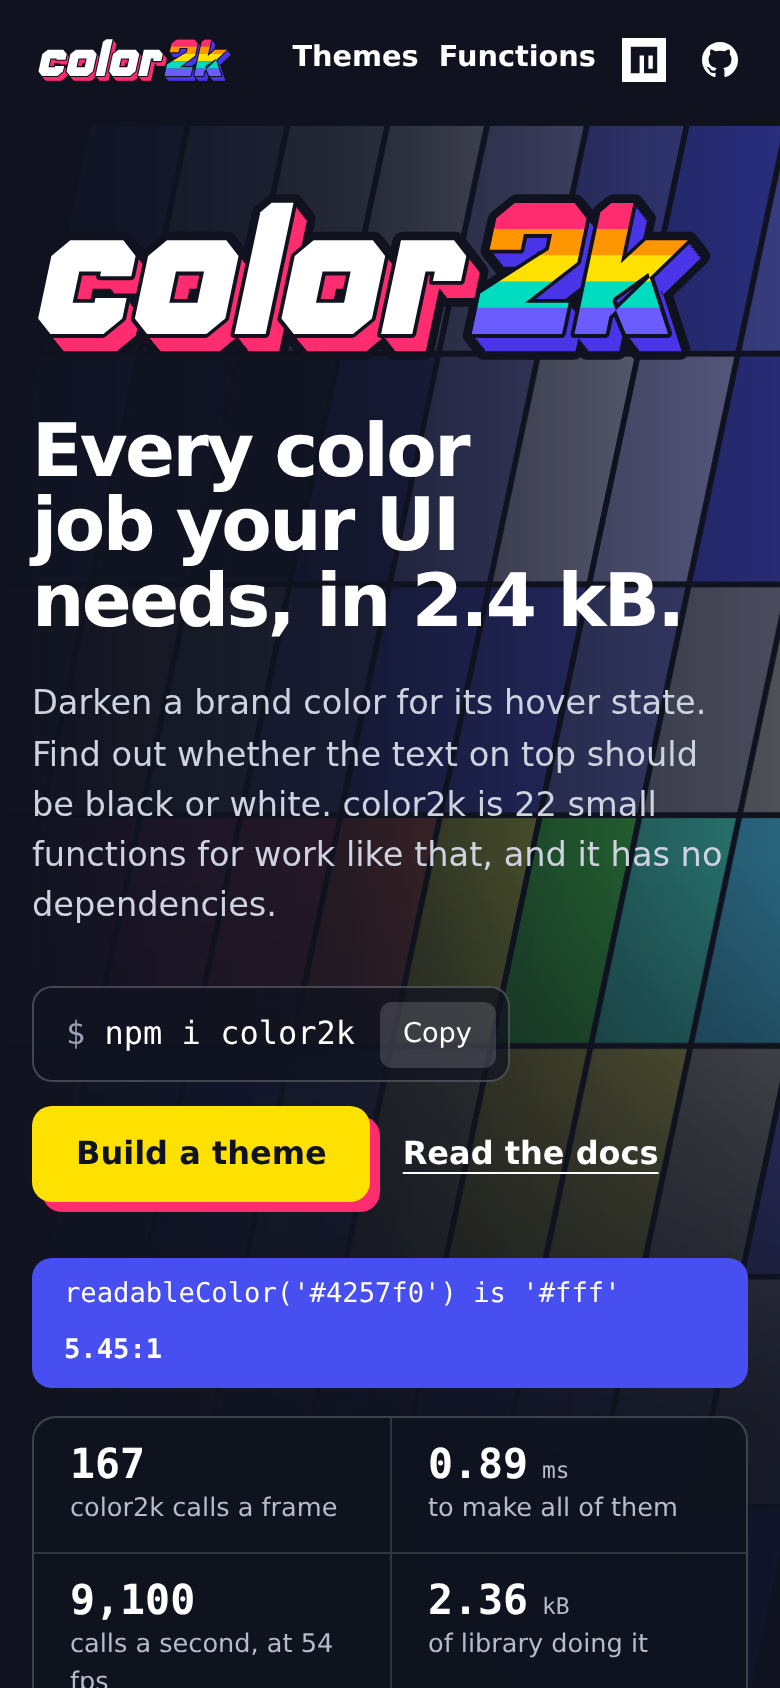 color2k Themes Functions
color2k
Every color
job your UI
needs, in 2.4 kB.
Darken a brand color for its hover state.
Find out whether the text on top should
be black or white. color2k is 22 small
functions for work like that, and it has no
dependencies.
$ npm i color2k Copy
Build a theme Read the docs
readableColor('#4257f0') is '#fff'
5.45:1
167 0.89 ms
color2k calls a frame to make all of them
9,100 2.36 kB
calls a second, at 54 of library doing it
fps